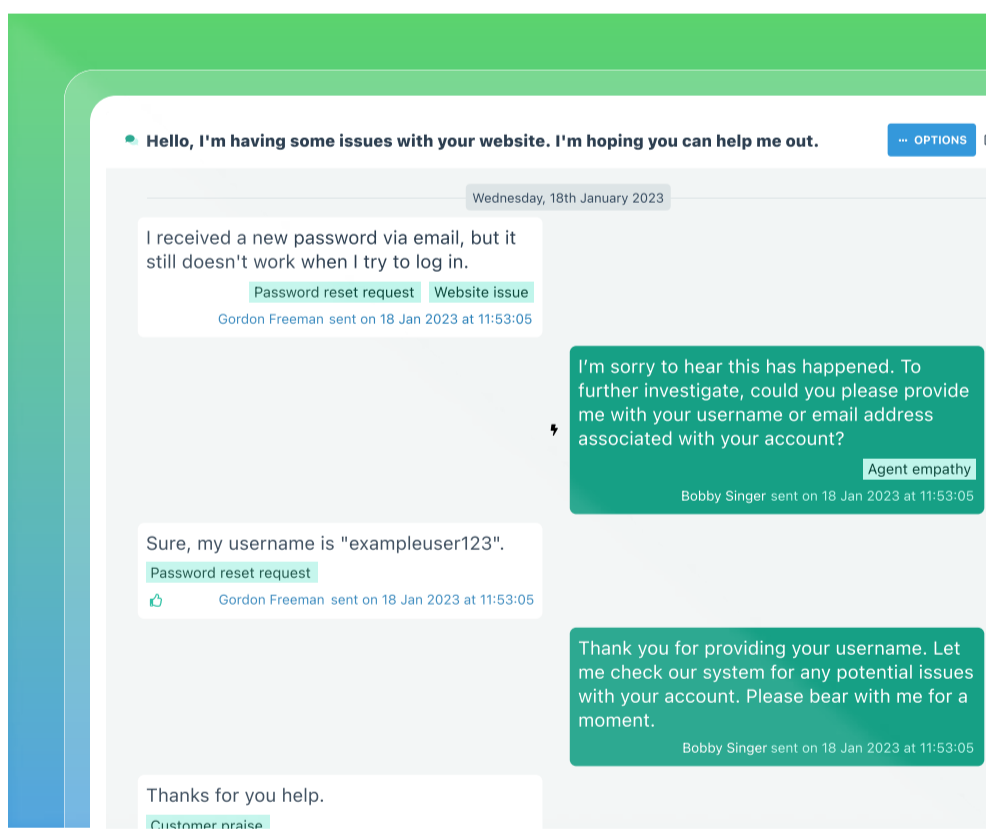 Hello, I'm having some issues with your website. I'm hoping you can help me out.
··· OPTIONS
Wednesday, 18th January 2023
I received a new password via email, but it
still doesn't work when I try to log in.
Password reset request Website issue
Gordon Freeman sent on 18 Jan 2023 at 11:53:05
I’m sorry to hear this has happened. To
further investigate, could you please provide
me with your username or email address
associated with your account?
Agent empathy
Bobby Singer sent on 18 Jan 2023 at 11:53:05
Sure, my username is "exampleuser123".
Password reset request
Gordon Freeman sent on 18 Jan 2023 at 11:53:05
Thank you for providing your username. Let
me check our system for any potential issues
with your account. Please bear with me for a
moment.
Bobby Singer sent on 18 Jan 2023 at 11:53:05
Thanks for you help.
Customer praise